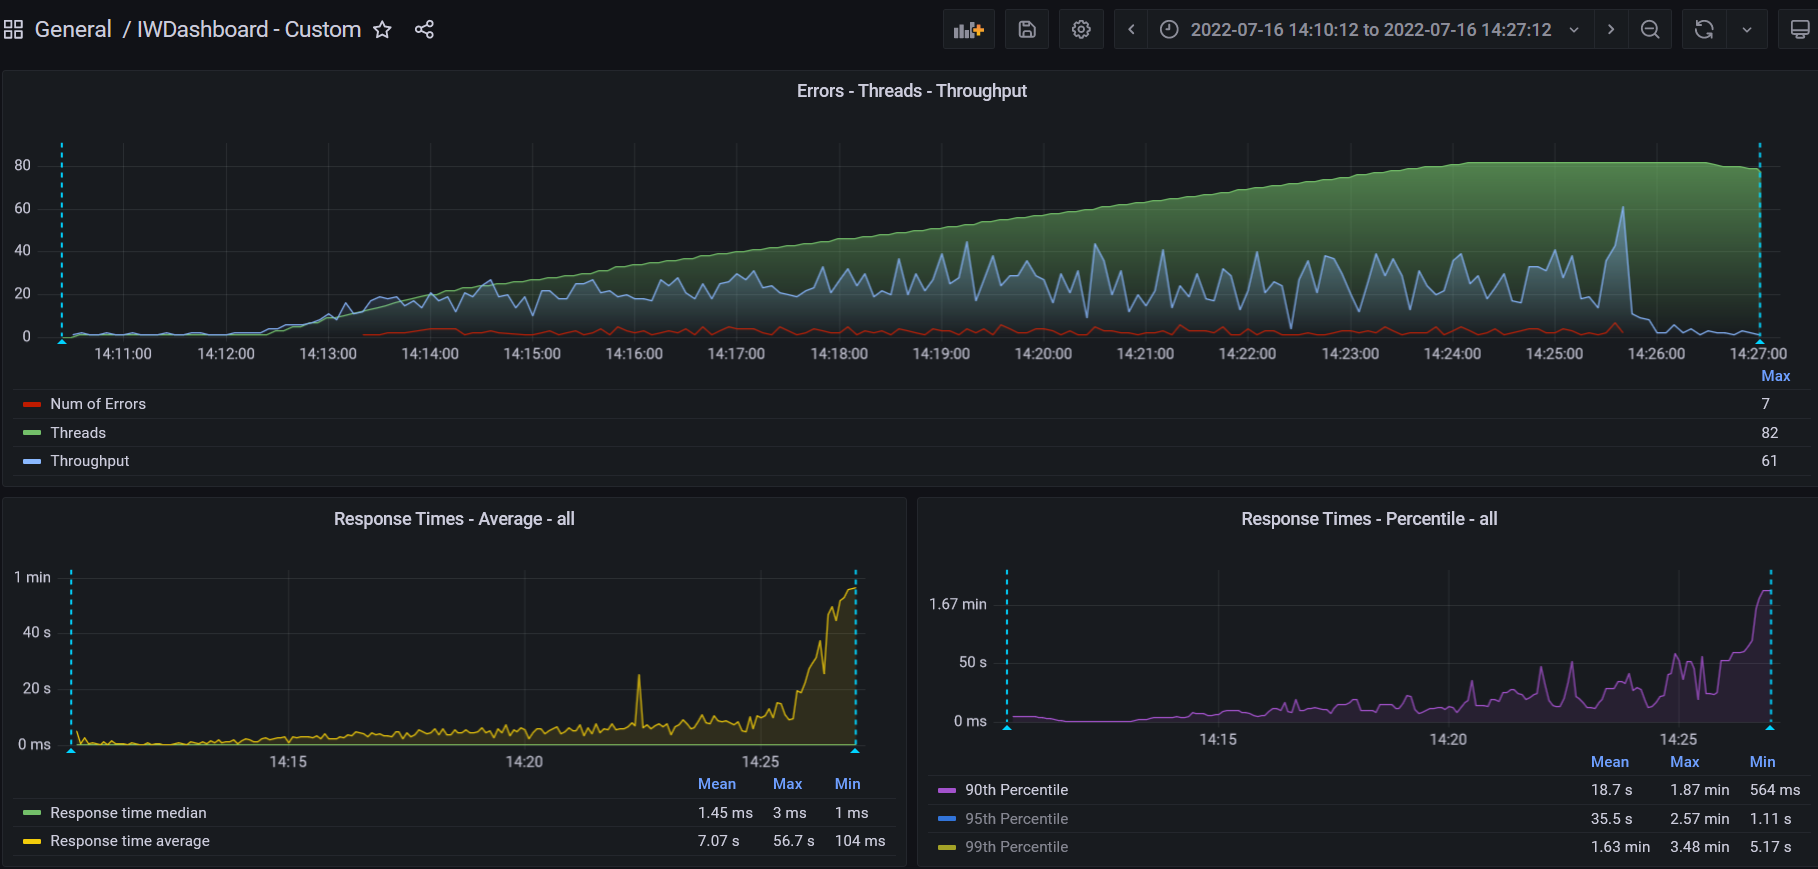 General / IWDashboard - Custom
2022-07-16 14:10:12 to 2022-07-16 14:27:12
Errors - Threads - Throughput
80
60
40
20
0
14:11:00 14:12:00 14:13:00 14:14:00 14:15:00 14:16:00 14:17:00 14:18:00 14:19:00 14:20:00 14:21:00 14:22:00 14:23:00 14:24:00 14:25:00 14:26:00 14:27:00
Max
Num of Errors 7
Threads 82
Throughput 61
Response Times - Average - all
1 min
40 s
20 s
0 ms
14:15 14:20 14:25
Mean Max Min
Response time median 1.45 ms 3 ms 1 ms
Response time average 7.07 s 56.7 s 104 ms
Response Times - Percentile - all
1.67 min
50 s
0 ms
14:15 14:20 14:25
Mean Max Min
90th Percentile 18.7 s 1.87 min 564 ms
95th Percentile 35.5 s 2.57 min 1.11 s
99th Percentile 1.63 min 3.48 min 5.17 s